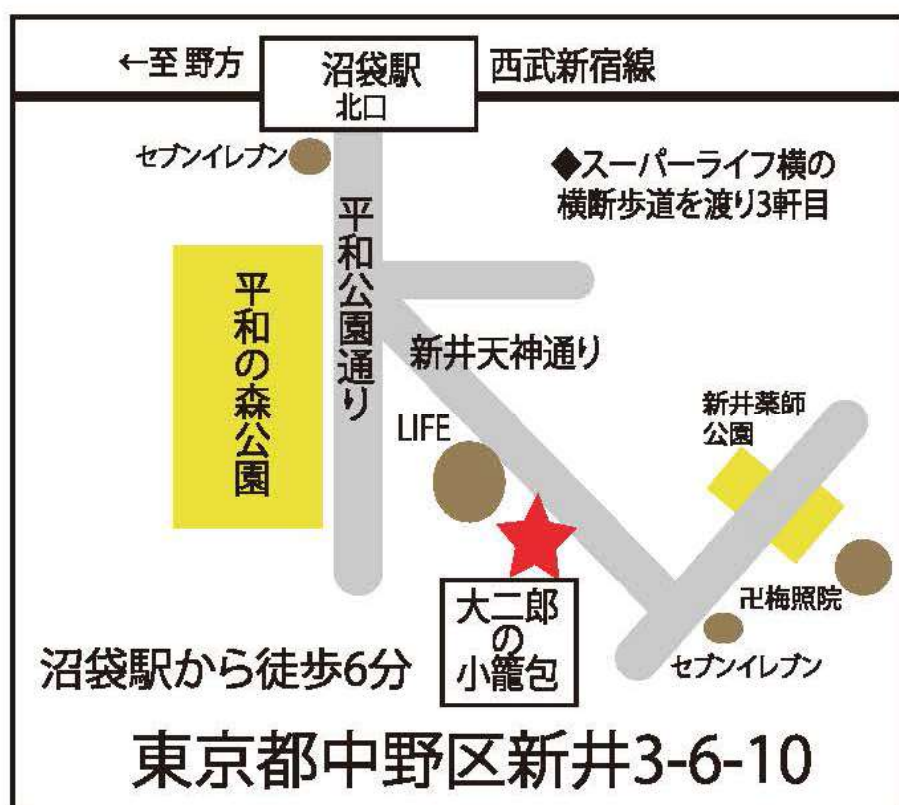 ←至 野方
沼袋駅
北口
西武新宿線
セブンイレブン
◆スーパーライフ横の
横断歩道を渡り3軒目
平和公園通り
平和の森公園
新井天神通り
LIFE
新井薬師
公園
卍梅照院
セブンイレブン
大二郎
の
小籠包
沼袋駅から徒歩6分
東京都中野区新井3-6-10